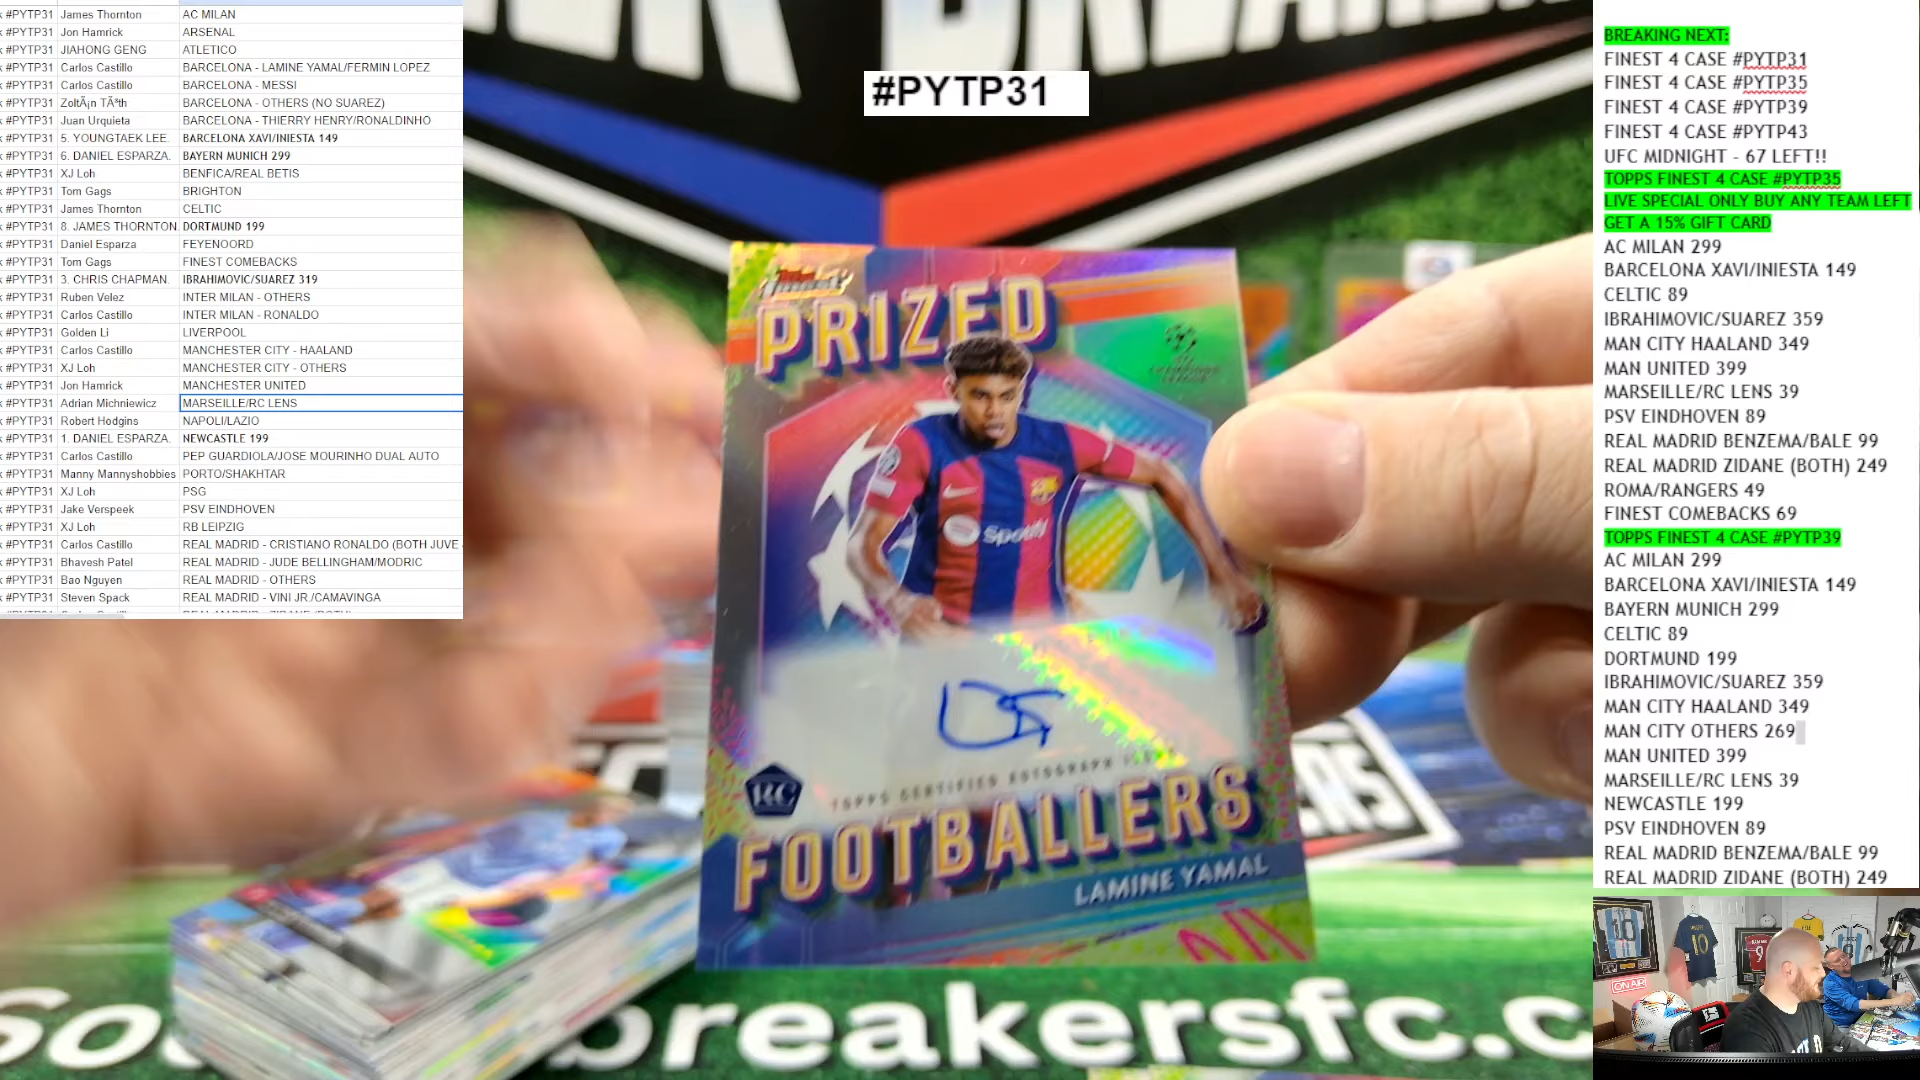 #PYTP31 James Thornton AC MILAN
#PYTP31 Jon Hamrick ARSENAL
#PYTP31 JIAHONG GENG ATLETICO
#PYTP31 Carlos Castillo BARCELONA - LAMINE YAMAL/FERMIN LOPEZ
#PYTP31 Carlos Castillo BARCELONA - MESSI
#PYTP31 ZoltÃ¡n TÃ³th BARCELONA - OTHERS (NO SUAREZ)
#PYTP31 Juan Urquieta BARCELONA - THIERRY HENRY/RONALDINHO
#PYTP31 5. YOUNGTAEK LEE. BARCELONA XAVI/INIESTA 149
#PYTP31 6. DANIEL ESPARZA. BAYERN MUNICH 299
#PYTP31 XJ Loh BENFICA/REAL BETIS
#PYTP31 Tom Gags BRIGHTON
#PYTP31 James Thornton CELTIC
#PYTP31 8. JAMES THORNTON. DORTMUND 199
#PYTP31 Daniel Esparza FEYENOORD
#PYTP31 Tom Gags FINEST COMEBACKS
#PYTP31 3. CHRIS CHAPMAN. IBRAHIMOVIC/SUAREZ 319
#PYTP31 Ruben Velez INTER MILAN - OTHERS
#PYTP31 Carlos Castillo INTER MILAN - RONALDO
#PYTP31 Golden Li LIVERPOOL
#PYTP31 Carlos Castillo MANCHESTER CITY - HAALAND
#PYTP31 XJ Loh MANCHESTER CITY - OTHERS
#PYTP31 Jon Hamrick MANCHESTER UNITED
#PYTP31 Adrian Michniewicz MARSEILLE/RC LENS
#PYTP31 Robert Hodgins NAPOLI/LAZIO
#PYTP31 1. DANIEL ESPARZA. NEWCASTLE 199
#PYTP31 Carlos Castillo PEP GUARDIOLA/JOSE MOURINHO DUAL AUTO
#PYTP31 Manny Mannyshobbies PORTO/SHAKHTAR
#PYTP31 XJ Loh PSG
#PYTP31 Jake Verspeek PSV EINDHOVEN
#PYTP31 XJ Loh RB LEIPZIG
#PYTP31 Carlos Castillo REAL MADRID - CRISTIANO RONALDO (BOTH JUVE
#PYTP31 Bhavesh Patel REAL MADRID - JUDE BELLINGHAM/MODRIC
#PYTP31 Bao Nguyen REAL MADRID - OTHERS
#PYTP31 Steven Spack REAL MADRID - VINI JR./CAMAVINGA
#PYTP31
finest
PRIZED
Spotify
TOPPS CERTIFIED AUTOGRAPH
RC
FOOTBALLERS
LAMINE YAMAL
breakersfc.c
BREAKING NEXT:
FINEST 4 CASE #PYTP31
FINEST 4 CASE #PYTP35
FINEST 4 CASE #PYTP39
FINEST 4 CASE #PYTP43
UFC MIDNIGHT - 67 LEFT!!
TOPPS FINEST 4 CASE #PYTP35
LIVE SPECIAL ONLY BUY ANY TEAM LEFT
GET A 15% GIFT CARD
AC MILAN 299
BARCELONA XAVI/INIESTA 149
CELTIC 89
IBRAHIMOVIC/SUAREZ 359
MAN CITY HAALAND 349
MAN UNITED 399
MARSEILLE/RC LENS 39
PSV EINDHOVEN 89
REAL MADRID BENZEMA/BALE 99
REAL MADRID ZIDANE (BOTH) 249
ROMA/RANGERS 49
FINEST COMEBACKS 69
TOPPS FINEST 4 CASE #PYTP39
AC MILAN 299
BARCELONA XAVI/INIESTA 149
BAYERN MUNICH 299
CELTIC 89
DORTMUND 199
IBRAHIMOVIC/SUAREZ 359
MAN CITY HAALAND 349
MAN CITY OTHERS 269
MAN UNITED 399
MARSEILLE/RC LENS 39
NEWCASTLE 199
PSV EINDHOVEN 89
REAL MADRID BENZEMA/BALE 99
REAL MADRID ZIDANE (BOTH) 249
10
10
9
ON AIR